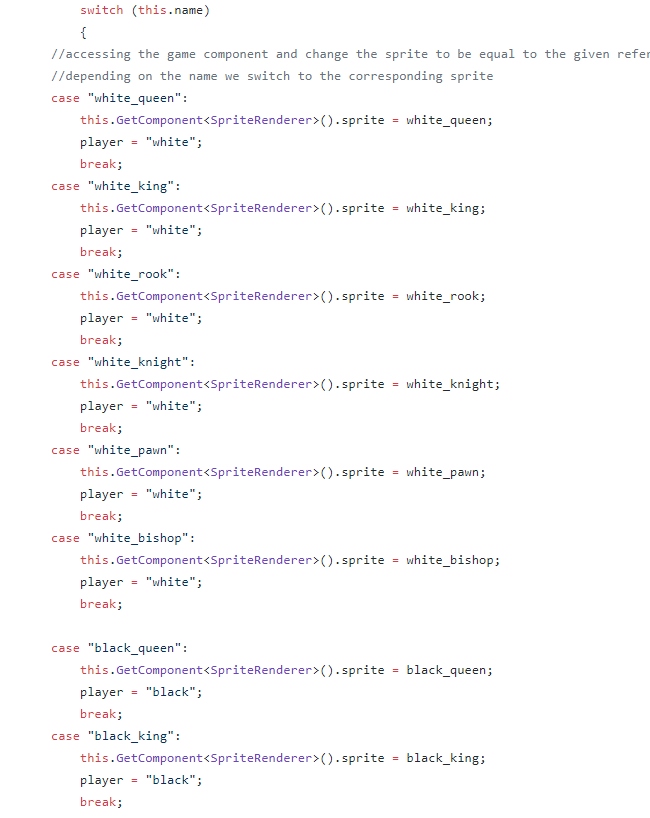 switch (this.name)
{
//accessing the game component and change the sprite to be equal to the given refer
//depending on the name we switch to the corresponding sprite
case "white_queen":
this.GetComponent<SpriteRenderer>().sprite = white_queen;
player = "white";
break;
case "white_king":
this.GetComponent<SpriteRenderer>().sprite = white_king;
player = "white";
break;
case "white_rook":
this.GetComponent<SpriteRenderer>().sprite = white_rook;
player = "white";
break;
case "white_knight":
this.GetComponent<SpriteRenderer>().sprite = white_knight;
player = "white";
break;
case "white_pawn":
this.GetComponent<SpriteRenderer>().sprite = white_pawn;
player = "white";
break;
case "white_bishop":
this.GetComponent<SpriteRenderer>().sprite = white_bishop;
player = "white";
break;
case "black_queen":
this.GetComponent<SpriteRenderer>().sprite = black_queen;
player = "black";
break;
case "black_king":
this.GetComponent<SpriteRenderer>().sprite = black_king;
player = "black";
break;